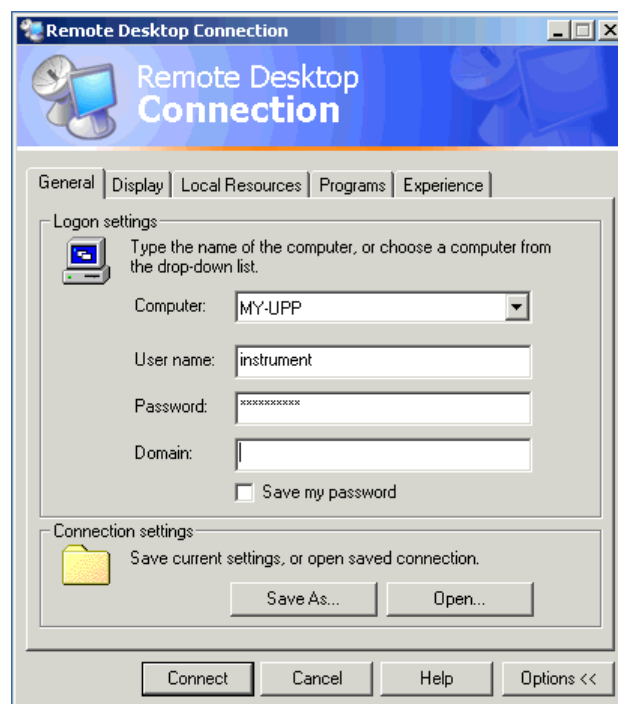 Remote Desktop Connection
Remote Desktop
Connection
General Display Local Resources Programs Experience
Logon settings
Type the name of the computer, or choose a computer from
the drop-down list.
Computer: MY-UPP
User name: instrument
Password: xxxxxxxxxx
Domain:
Save my password
Connection settings
Save current settings, or open saved connection.
Save As... Open...
Connect Cancel Help Options <<